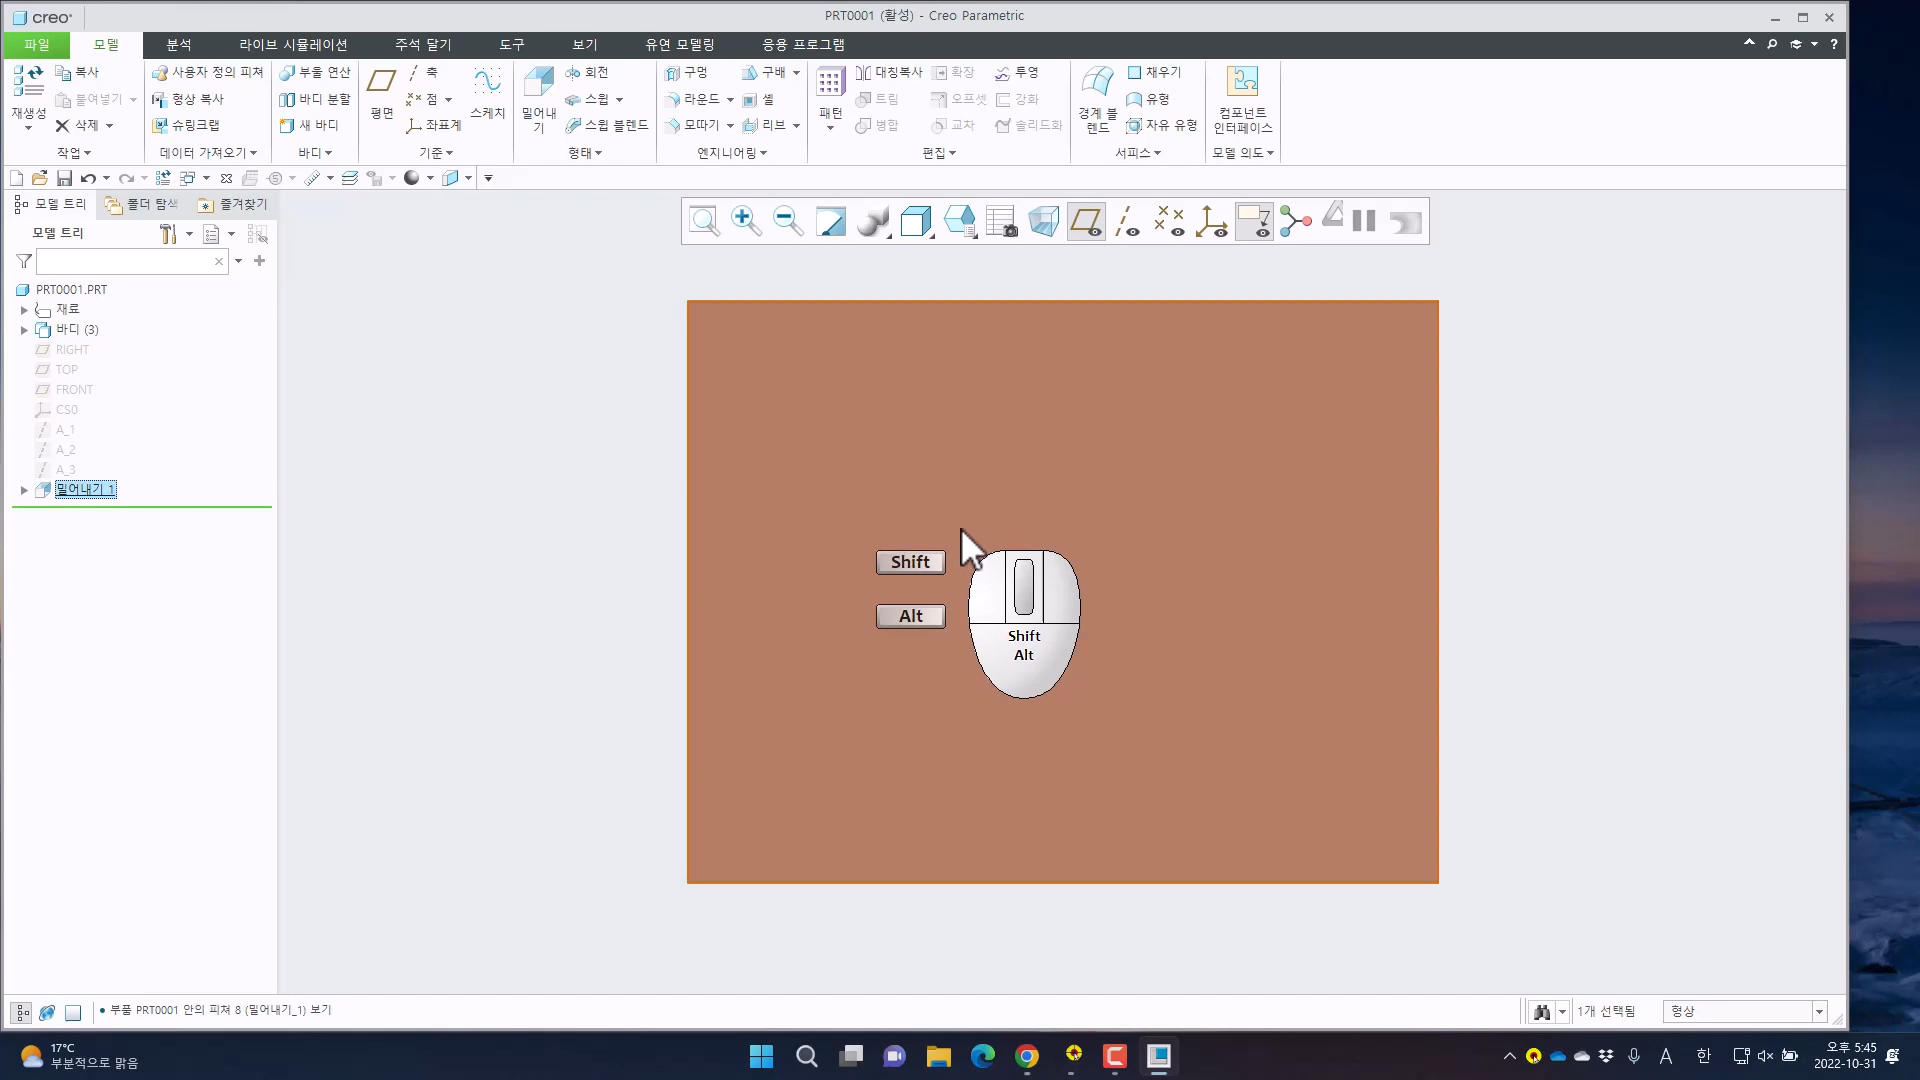 creo
PRT0001 (활성) - Creo Parametric
파일
모델
분석
라이브 시뮬레이션
주석 달기
도구
보기
유연 모델링
응용 프로그램
재생성
복사
붙여넣기
삭제
작업
사용자 정의 피쳐
형상 복사
슈링크랩
데이터 가져오기
부울 연산
바디 분할
새 바디
바디
평면
축
점
좌표계
스케치
기준
밀어내
기
회전
스윕
스윕 블렌드
형태
구멍
라운드
모따기
구배
셸
리브
엔지니어링
패턴
대칭복사
트림
병합
확장
오프셋
교차
투영
강화
솔리드화
편집
경계 블
렌드
채우기
유형
자유 유형
서피스
컴포넌트
인터페이스
모델 의도
모델 트리
폴더 탐색
즐겨찾기
모델 트리
PRT0001.PRT
재료
바디 (3)
RIGHT
TOP
FRONT
CS0
A_1
A_2
A_3
밀어내기 1
Shift
Alt
Shift
Alt
부품 PRT0001 안의 피쳐 8 (밀어내기_1) 보기
1개 선택됨
형상
17°C
부분적으로 맑음
A
한
오후 5:45
2022-10-31